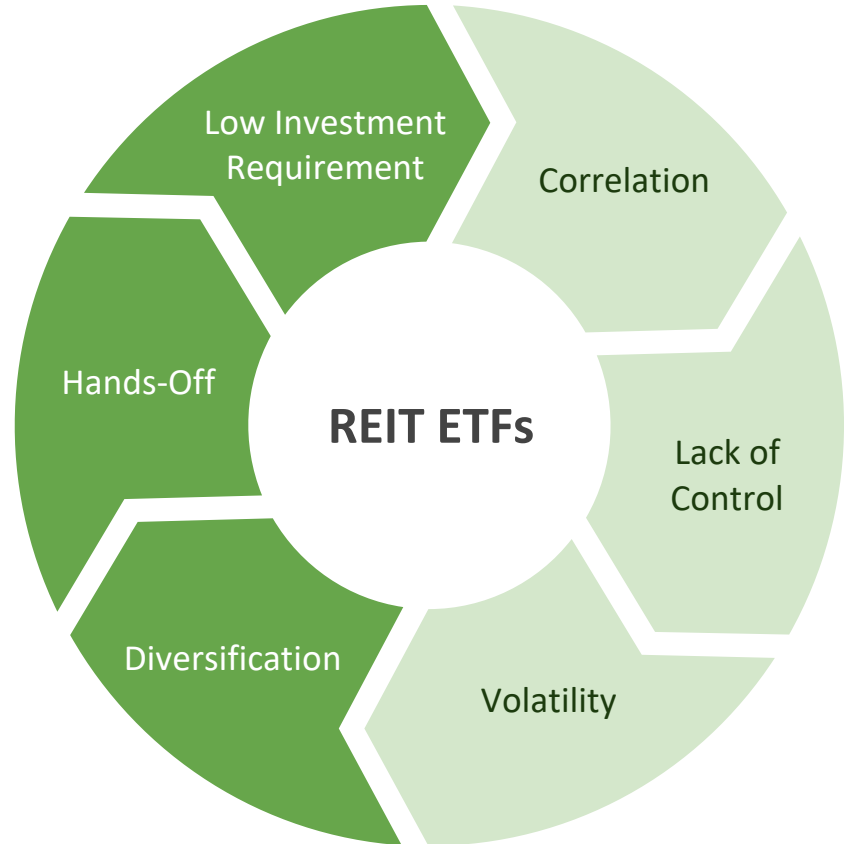 Low Investment
Requirement
Correlation
Hands-Off
REIT ETFs
Lack of
Control
Diversification
Volatility